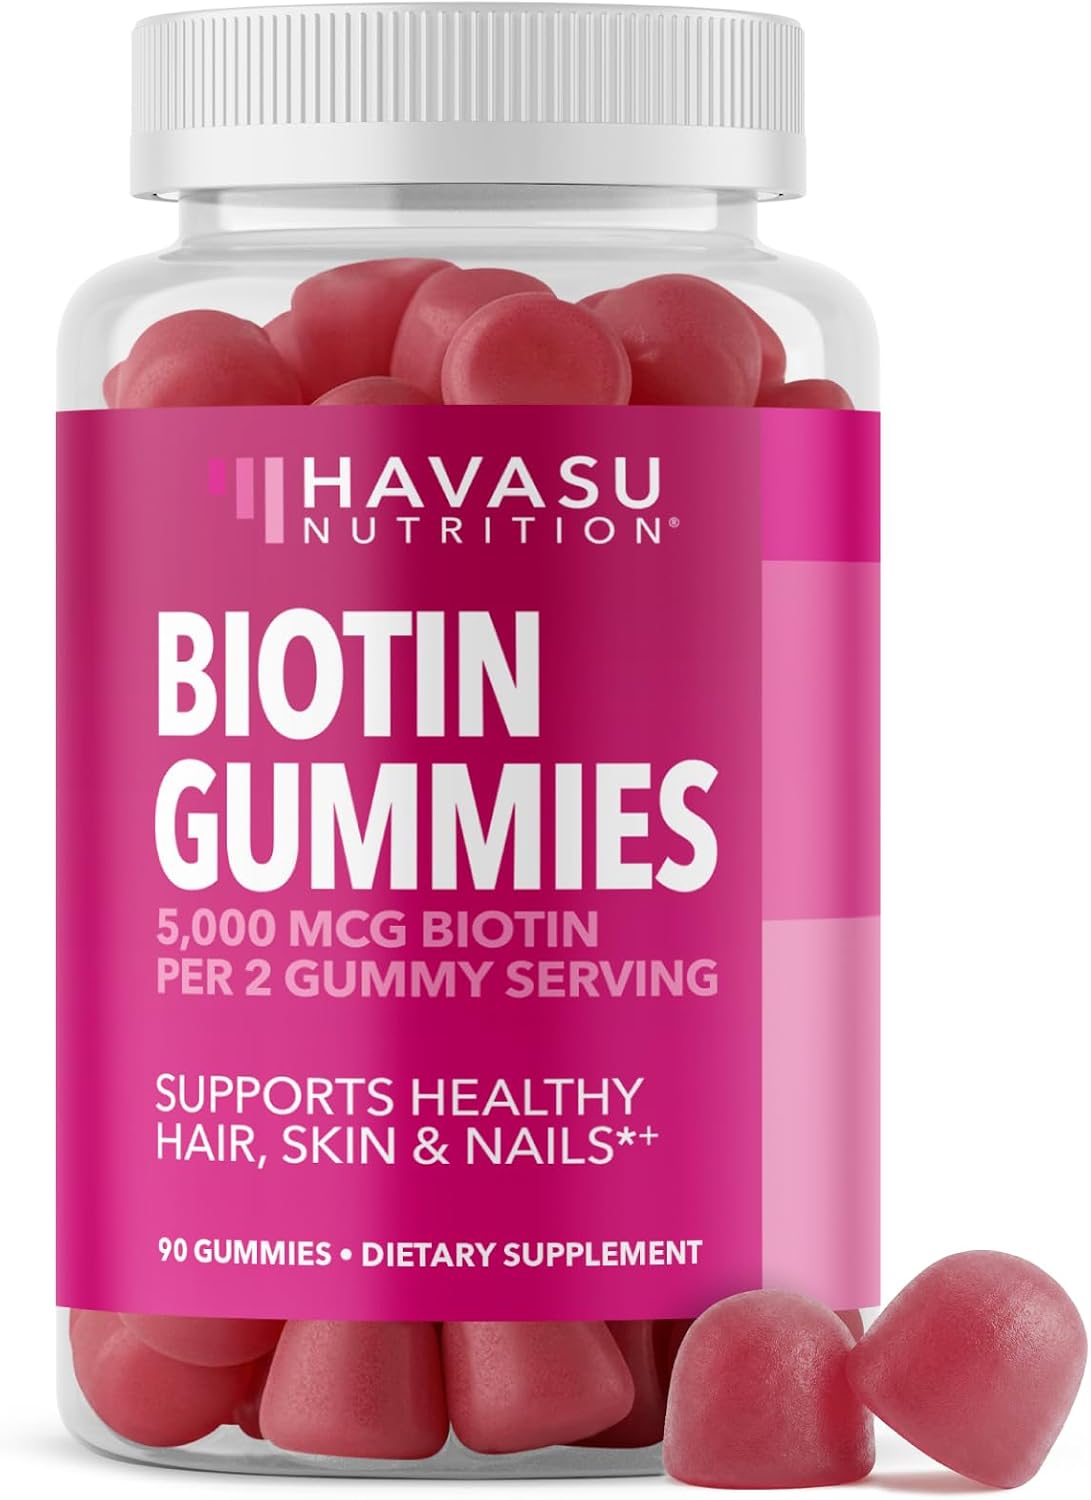 HAVASU
NUTRITION®
BIOTIN
GUMMIES
5,000 MCG BIOTIN
PER 2 GUMMY SERVING
SUPPORTS HEALTHY
HAIR, SKIN & NAILS*+
90 GUMMIES • DIETARY SUPPLEMENT